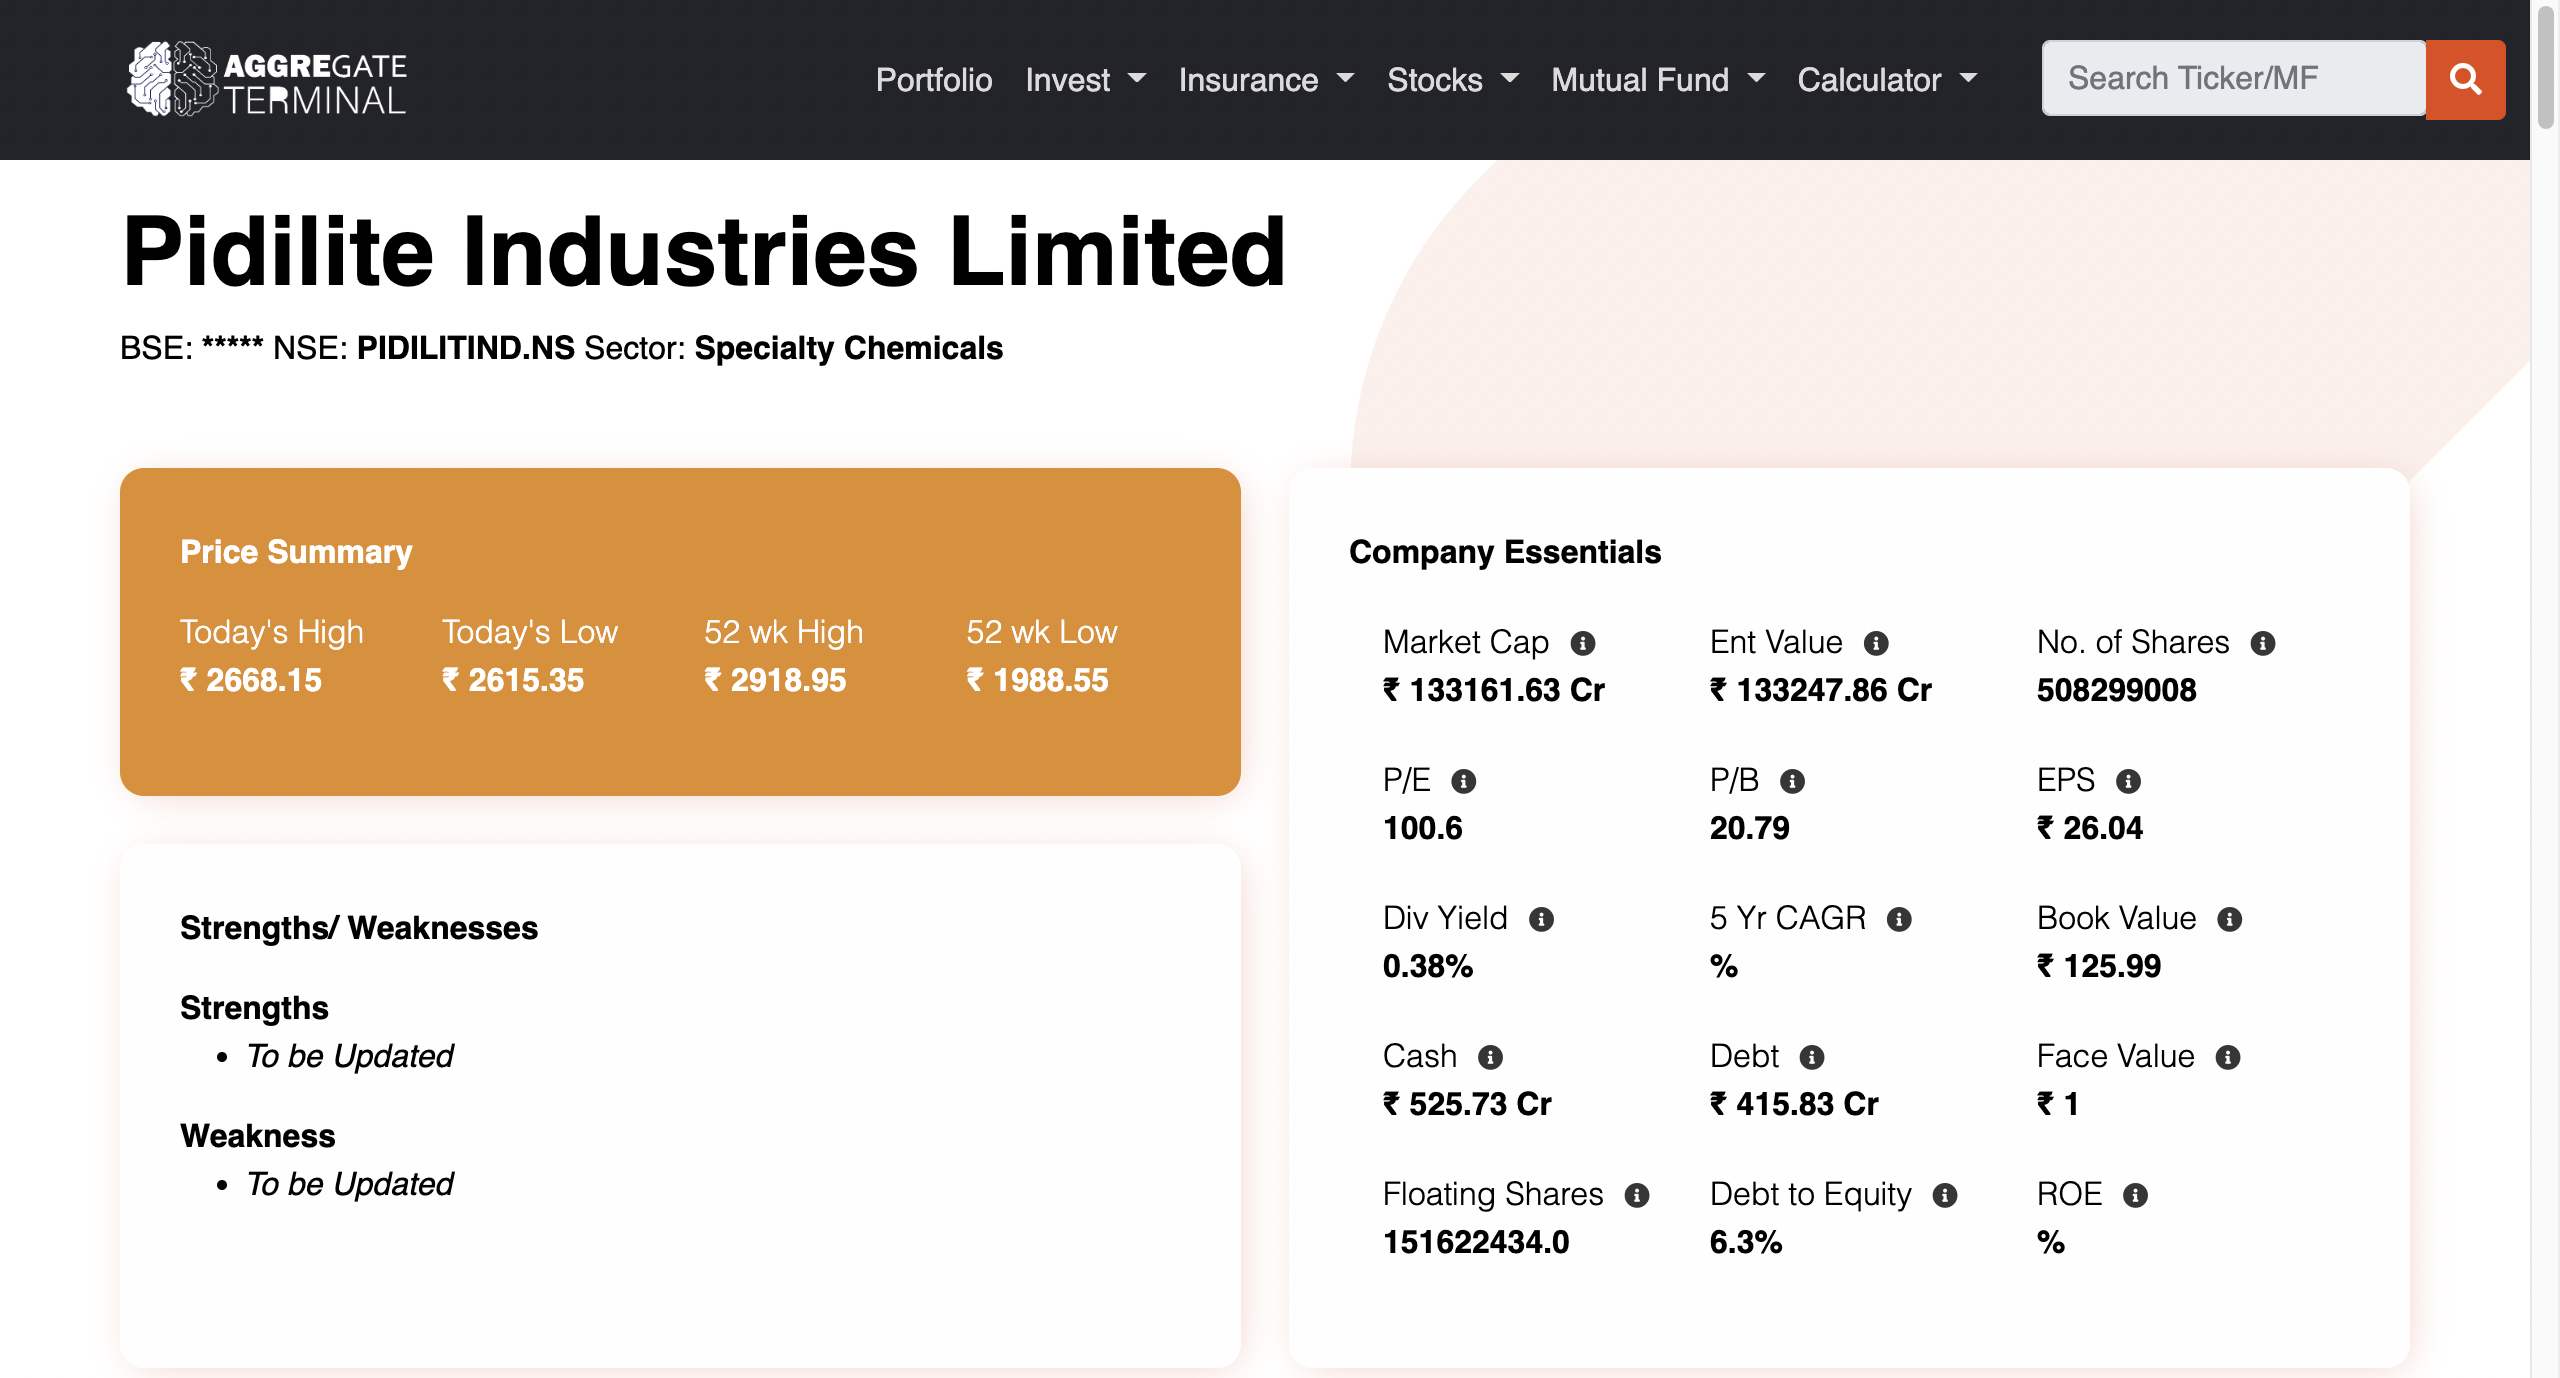 AGGREGATE
TERMINAL
Portfolio Invest Insurance Stocks Mutual Fund Calculator Search Ticker/MF
Pidilite Industries Limited
BSE: ***** NSE: PIDILITIND.NS Sector: Specialty Chemicals
Price Summary
Today's High Today's Low 52 wk High 52 wk Low
₹ 2668.15 ₹ 2615.35 ₹ 2918.95 ₹ 1988.55
Strengths/ Weaknesses
Strengths
• To be Updated
Weakness
• To be Updated
Company Essentials
Market Cap Ent Value No. of Shares
₹ 133161.63 Cr ₹ 133247.86 Cr 508299008
P/E P/B EPS
100.6 20.79 ₹ 26.04
Div Yield 5 Yr CAGR Book Value
0.38% % ₹ 125.99
Cash Debt Face Value
₹ 525.73 Cr ₹ 415.83 Cr ₹ 1
Floating Shares Debt to Equity ROE
151622434.0 6.3% %